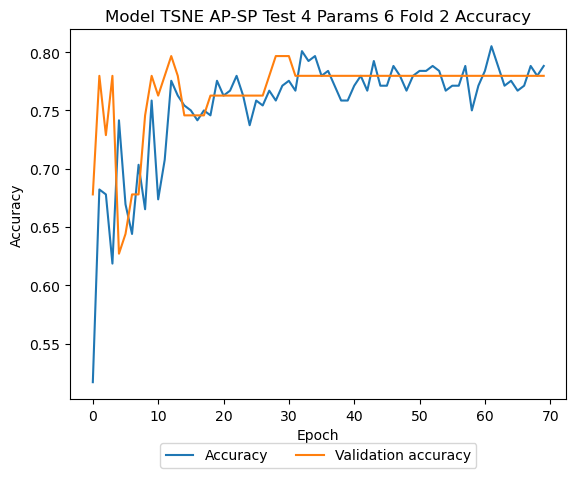 Model TSNE AP-SP Test 4 Params 6 Fold 2 Accuracy
0.80
0.75
0.70
0.65
0.60
0.55
Accuracy
0 10 20 30 40 50 60 70
Epoch
Accuracy Validation accuracy